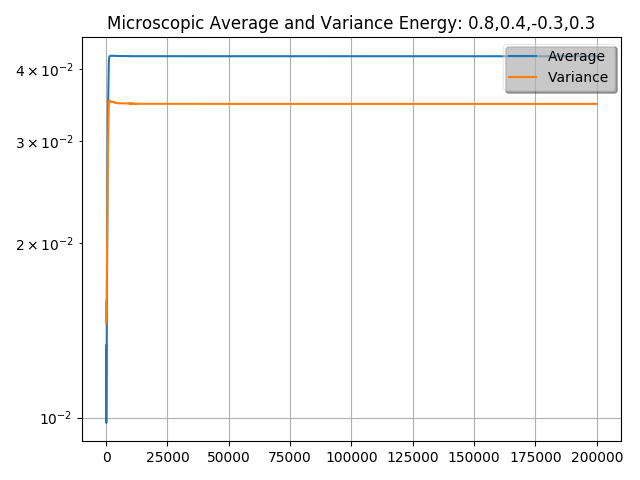 Microscopic Average and Variance Energy: 0.8,0.4,-0.3,0.3
4 × 10⁻²
3 × 10⁻²
2 × 10⁻²
10⁻²
Average
Variance
0 25000 50000 75000 100000 125000 150000 175000 200000